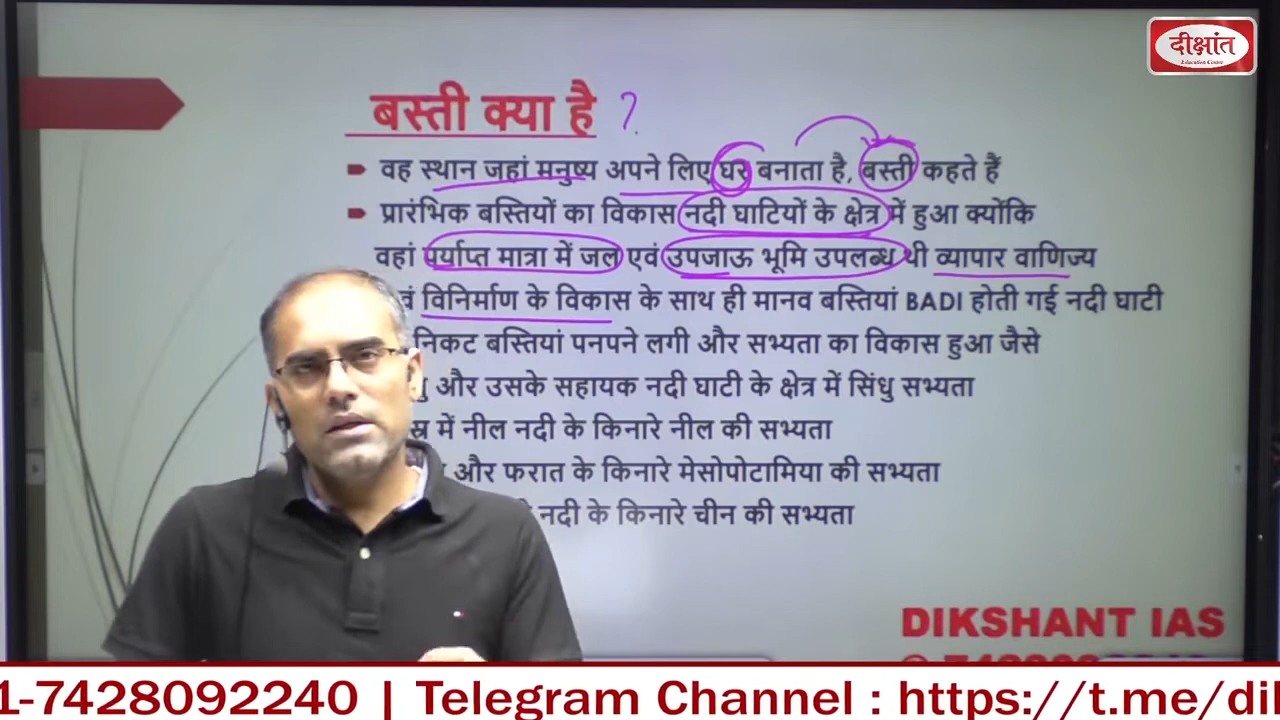 दीक्षांत
Education Center
बस्ती क्या है ?
वह स्थान जहां मनुष्य अपने लिए घर बनाता है, बस्ती कहते हैं
प्रारंभिक बस्तियों का विकास नदी घाटियों के क्षेत्र में हुआ क्योंकि
वहां पर्याप्त मात्रा में जल एवं उपजाऊ भूमि उपलब्ध थी व्यापार वाणिज्य
विनिर्माण के विकास के साथ ही मानव बस्तियां BADI होती गई नदी घाटी
निकट बस्तियां पनपने लगी और सभ्यता का विकास हुआ जैसे
और उसके सहायक नदी घाटी के क्षेत्र में सिंधु सभ्यता
में नील नदी के किनारे नील की सभ्यता
और फरात के किनारे मेसोपोटामिया की सभ्यता
नदी के किनारे चीन की सभ्यता
DIKSHANT IAS
1-7428092240 | Telegram Channel : https://t.me/dil